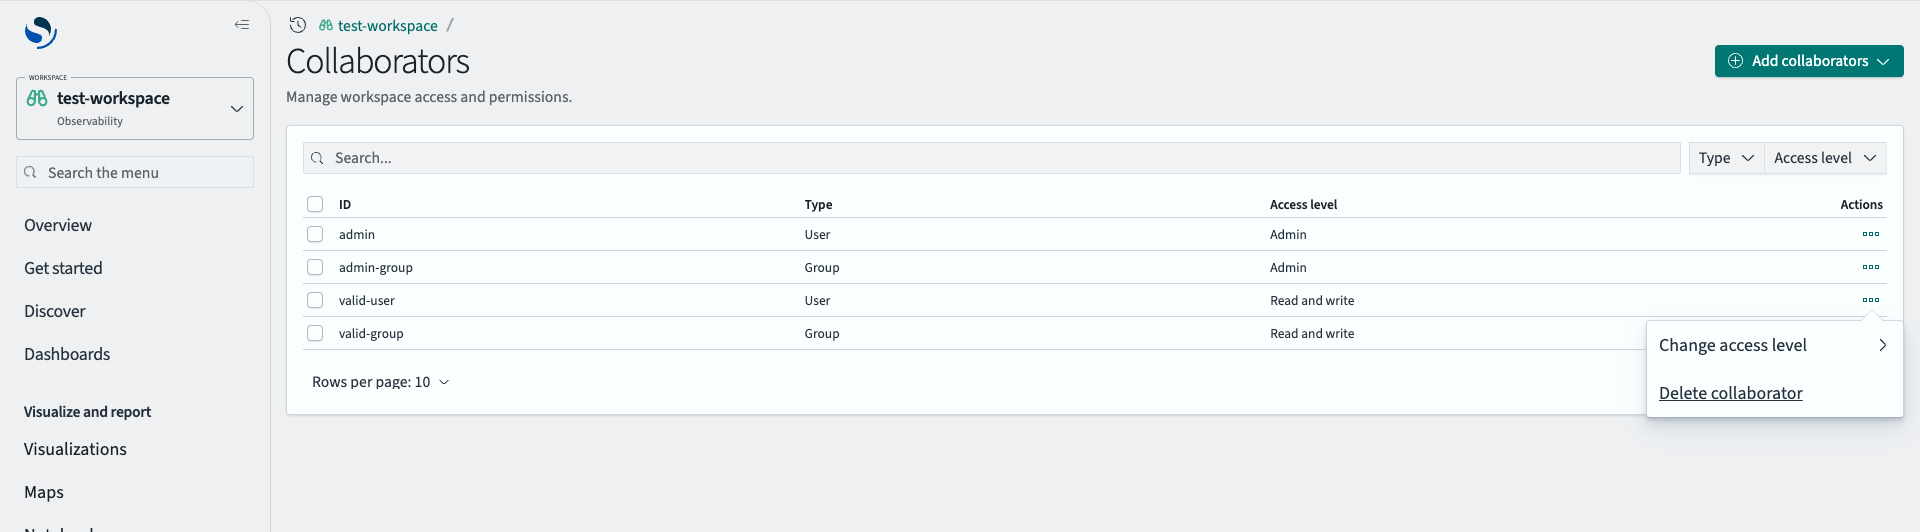 test-workspace /
Collaborators
Add collaborators
Manage workspace access and permissions.
WORKSPACE
test-workspace
Observability
Search the menu
Overview
Get started
Discover
Dashboards
Visualize and report
Visualizations
Maps
Search...
Type
Access level
ID Type Access level Actions
admin User Admin
admin-group Group Admin
valid-user User Read and write
valid-group Group Read and write
Rows per page: 10
Change access level
Delete collaborator